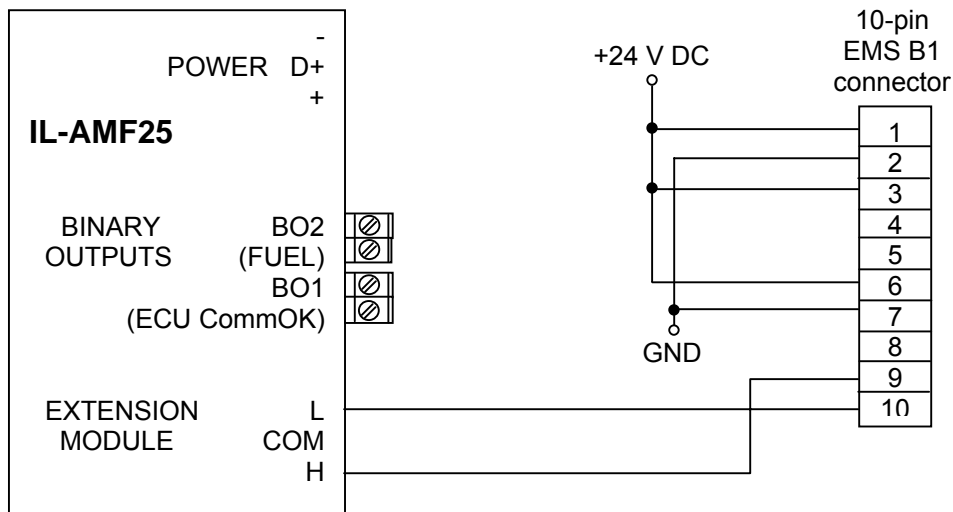 -
POWER D+
+
IL-AMF25
BINARY OUTPUTS
BO2
(FUEL)
BO1
(ECU CommOK)
EXTENSION MODULE
L
COM
H
+24 V DC
GND
10-pin
EMS B1
connector
1
2
3
4
5
6
7
8
9
10